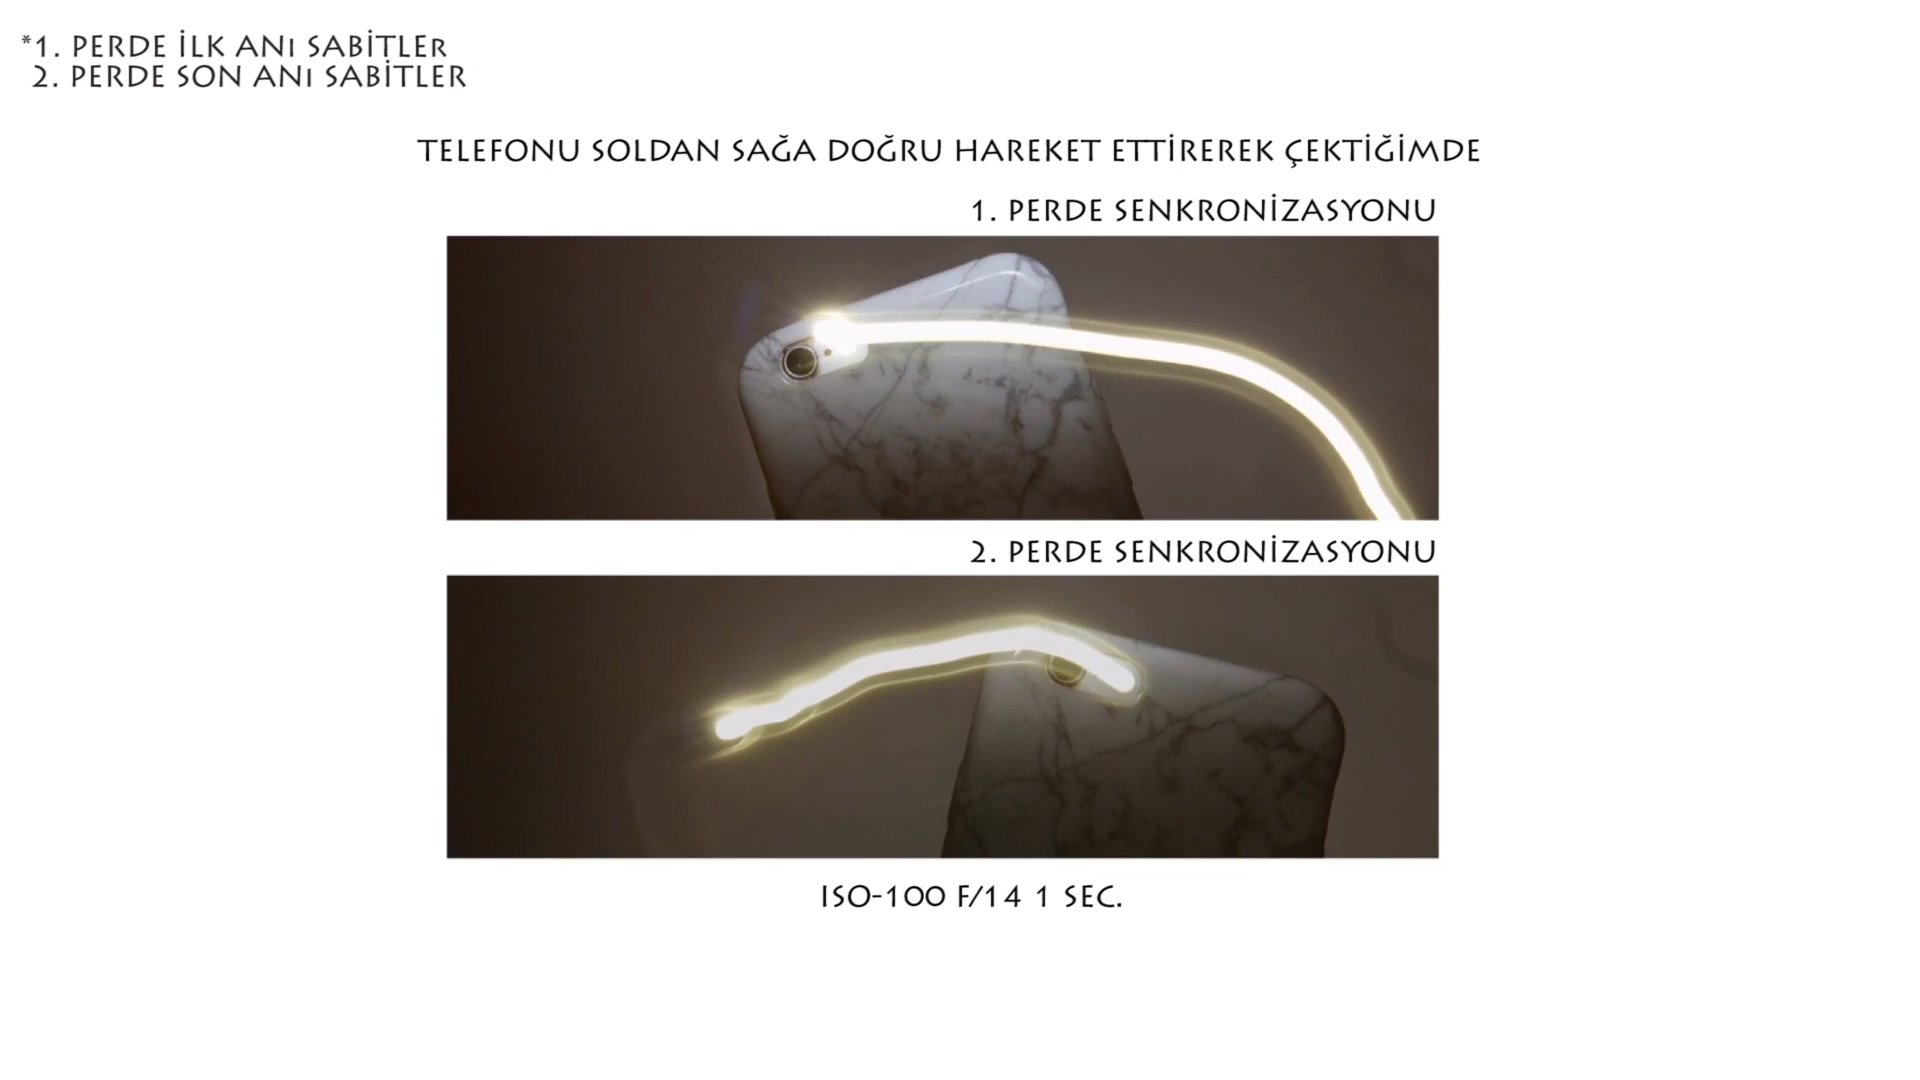 *1. PERDE İLK ANı SABİTLEr
2. PERDE SON ANı SABİTLER
TELEFONU SOLDAN SAĞA DOĞRU HAREKET ETTİREREK ÇEKTİĞİMDE
1. PERDE SENKRONİZASYONU
2. PERDE SENKRONİZASYONU
ISO-100 F/14 1 SEC.